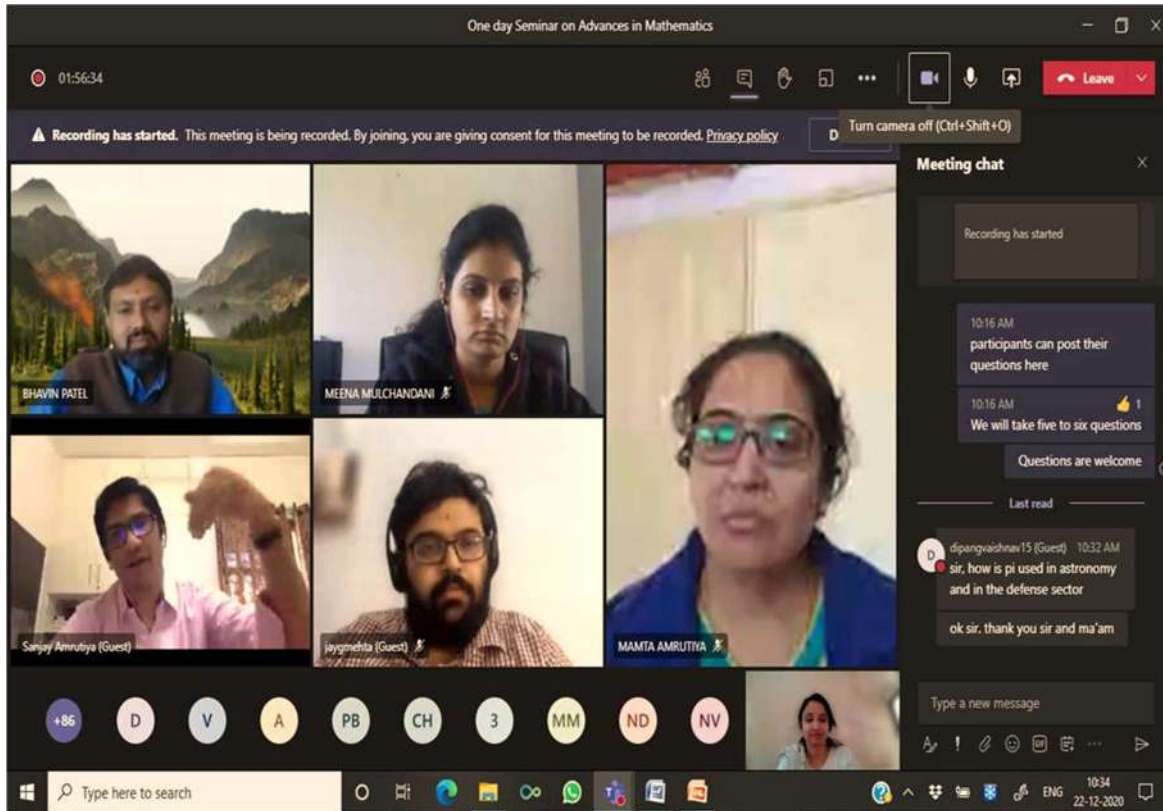 One day Seminar on Advances in Mathematics
01:56:34
Leave
Recording has started. This meeting is being recorded. By joining, you are giving consent for this meeting to be recorded. Privacy policy
D
Turn camera off (Ctrl+Shift+O)
Meeting chat
Recording has started
10:16 AM
participants can post their
questions here
10:16 AM
1
We will take five to six questions
Questions are welcome
Last read
D
dipangvaishnav15 (Guest) 10:32 AM
sir, how is pi used in astronomy
and in the defense sector
ok sir. thank you sir and ma'am
Type a new message
GIF
BHAVIN PATEL
MEENA MULCHANDANI
Sanjay Amrutiya (Guest)
jaygmehta (Guest)
MAMTA AMRUTIYA
+86
D
V
A
PB
CH
3
MM
ND
NV
Type here to search
ENG
10:34
22-12-2020